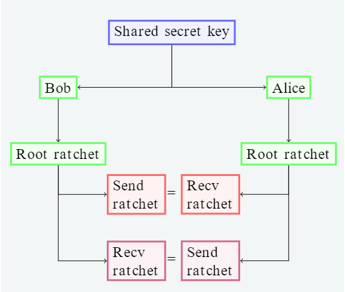 Shared secret key
Bob
Alice
Root ratchet
Root ratchet
Send
ratchet
=
Recv
ratchet
Recv
ratchet
=
Send
ratchet